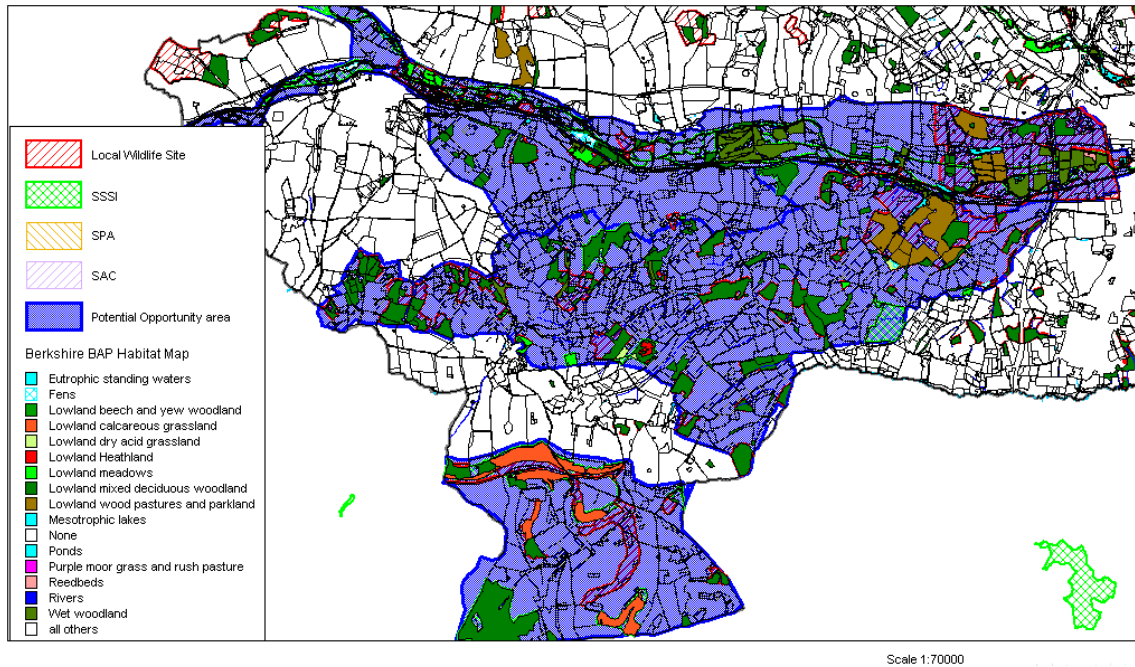 Local Wildlife Site
SSSI
SPA
SAC
Potential Opportunity area
Berkshire BAP Habitat Map
Eutrophic standing waters
Fens
Lowland beech and yew woodland
Lowland calcareous grassland
Lowland dry acid grassland
Lowland Heathland
Lowland meadows
Lowland mixed deciduous woodland
Lowland wood pastures and parkland
Mesotrophic lakes
None
Ponds
Purple moor grass and rush pasture
Reedbeds
Rivers
Wet woodland
all others
Scale 1:70000